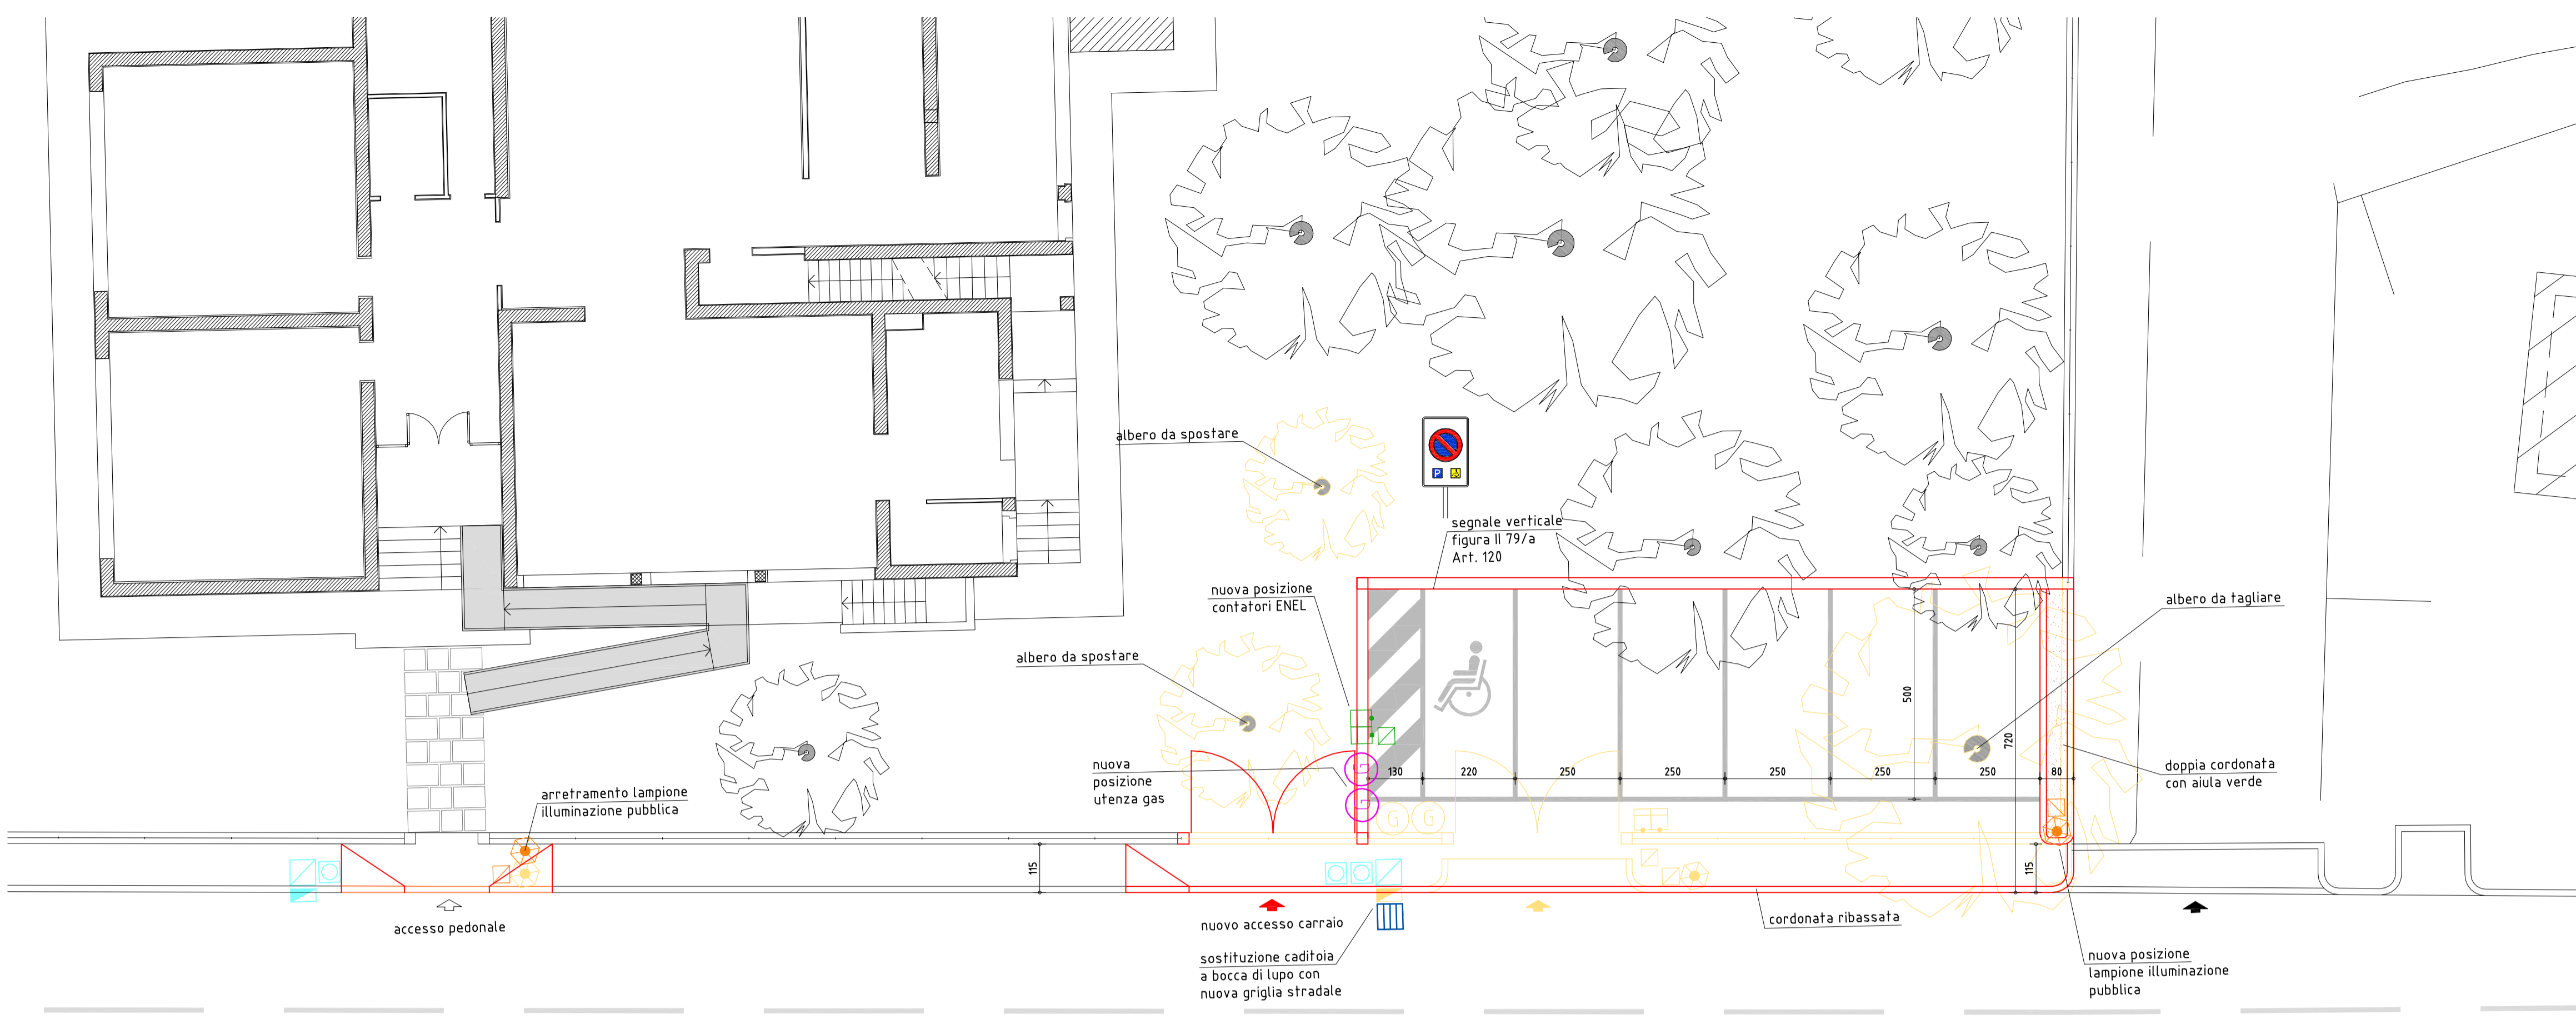 albero da spostare
P
segnale verticale
figura II 79/a
Art. 120
nuova posizione
contatori ENEL
albero da tagliare
albero da spostare
500
720
nuova
posizione
utenza gas
130
220
250
250
250
250
250
80
doppia cordonata
con aiula verde
arretramento lampione
illuminazione pubblica
G
G
G
G
115
115
accesso pedonale
nuovo accesso carraio
cordonata ribassata
sostituzione caditoia
a bocca di lupo con
nuova griglia stradale
nuova posizione
lampione illuminazione
pubblica